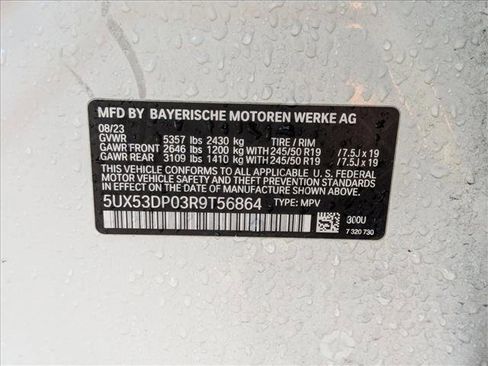 MFD BY BAYERISCHE MOTOREN WERKE AG
08/23
GVWR 5357 lbs 2430 kg TIRE / RIM
GAWR FRONT 2646 lbs 1200 kg WITH 245/50 R19 /7.5J x 19
GAWR REAR 3109 lbs 1410 kg WITH 245/50 R19 /7.5J x 19
THIS VEHICLE CONFORMS TO ALL APPLICABLE U. S. FEDERAL
MOTOR VEHICLE SAFETY, BUMPER, AND THEFT PREVENTION
STANDARDS IN EFFECT ON THE DATE OF MANUFACTURE SHOWN ABOVE.
5UX53DP03R9T56864 TYPE: MPV
300U
7 320 730